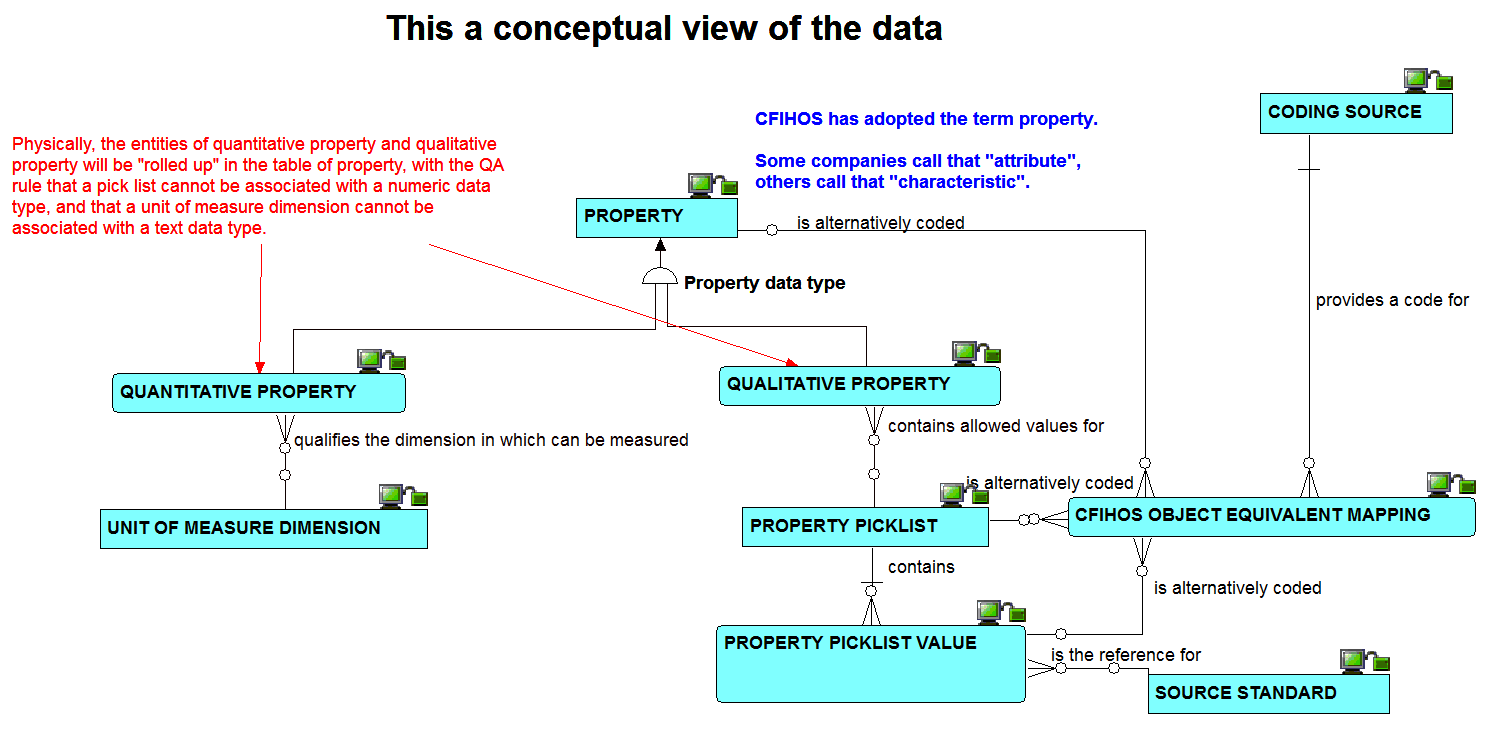 This a conceptual view of the data
CODING SOURCE
CFIHOS has adopted the term property.
Some companies call that "attribute",
others call that "characteristic".
Physically, the entities of quantitative property and qualitative
property will be "rolled up" in the table of property, with the QA
rule that a pick list cannot be associated with a numeric data
type, and that a unit of measure dimension cannot be
associated with a text data type.
PROPERTY
is alternatively coded
Property data type
provides a code for
QUANTITATIVE PROPERTY
QUALITATIVE PROPERTY
contains allowed values for
qualifies the dimension in which can be measured
is alternatively coded
UNIT OF MEASURE DIMENSION
PROPERTY PICKLIST
CFIHOS OBJECT EQUIVALENT MAPPING
contains
is alternatively coded
PROPERTY PICKLIST VALUE
is the reference for
SOURCE STANDARD